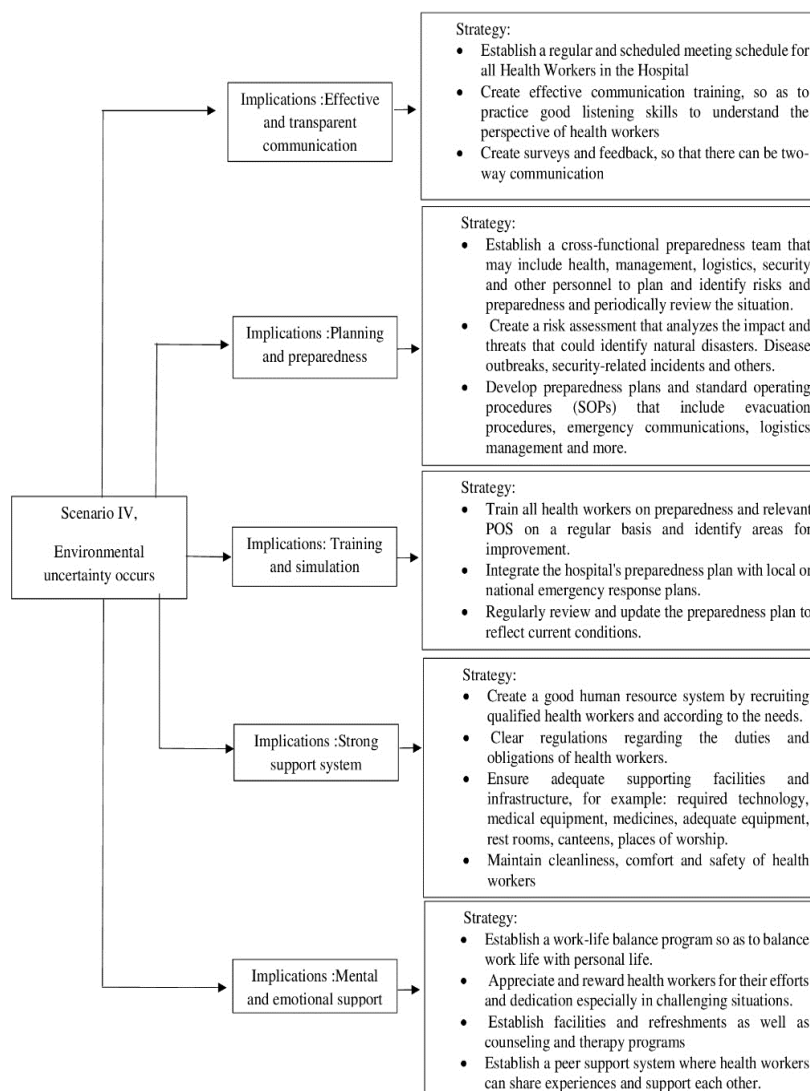 Scenario IV,
Environmental
uncertainty occurs
Implications :Effective
and transparent
communication
Strategy:
• Establish a regular and scheduled meeting schedule for
all Health Workers in the Hospital
• Create effective communication training, so as to
practice good listening skills to understand the
perspective of health workers
• Create surveys and feedback, so that there can be two-
way communication
Implications :Planning
and preparedness
Strategy:
• Establish a cross-functional preparedness team that
may include health, management, logistics, security
and other personnel to plan and identify risks and
preparedness and periodically review the situation.
• Create a risk assessment that analyzes the impact and
threats that could identify natural disasters. Disease
outbreaks, security-related incidents and others.
• Develop preparedness plans and standard operating
procedures (SOPs) that include evacuation
procedures, emergency communications, logistics
management and more.
Implications: Training
and simulation
Strategy:
• Train all health workers on preparedness and relevant
POS on a regular basis and identify areas for
improvement.
• Integrate the hospital's preparedness plan with local or
national emergency response plans.
• Regularly review and update the preparedness plan to
reflect current conditions.
Implications :Strong
support system
Strategy:
• Create a good human resource system by recruiting
qualified health workers and according to the needs.
• Clear regulations regarding the duties and
obligations of health workers.
• Ensure adequate supporting facilities and
infrastructure, for example: required technology,
medical equipment, medicines, adequate equipment,
rest rooms, canteens, places of worship.
• Maintain cleanliness, comfort and safety of health
workers
Implications :Mental
and emotional support
Strategy:
• Establish a work-life balance program so as to balance
work life with personal life.
• Appreciate and reward health workers for their efforts
and dedication especially in challenging situations.
• Establish facilities and refreshments as well as
counseling and therapy programs
• Establish a peer support system where health workers
can share experiences and support each other.